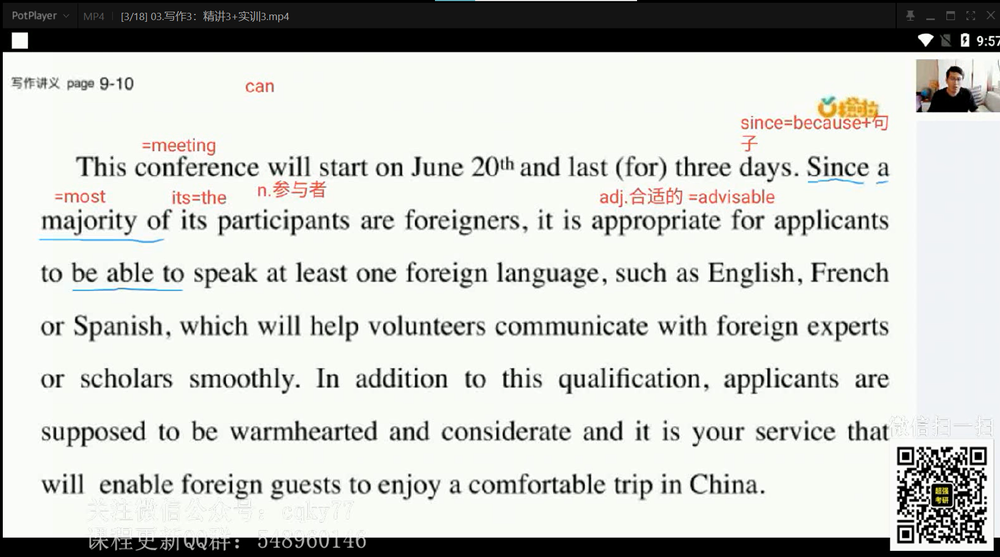 PotPlayer MP4 [3/18] 03.写作3：精讲3+实训3.mp4
9:57
写作讲义 page 9-10
can
since=because+句
子
=meeting
This conference will start on June 20th and last (for) three days. Since a
=most its=the n.参与者 adj.合适的 =advisable
majority of its participants are foreigners, it is appropriate for applicants
to be able to speak at least one foreign language, such as English, French
or Spanish, which will help volunteers communicate with foreign experts
or scholars smoothly. In addition to this qualification, applicants are
supposed to be warmhearted and considerate and it is your service that
will enable foreign guests to enjoy a comfortable trip in China.
微信扫一扫
超强
考研
关注微信公众号：cqky77
课程更新QQ群：548960146